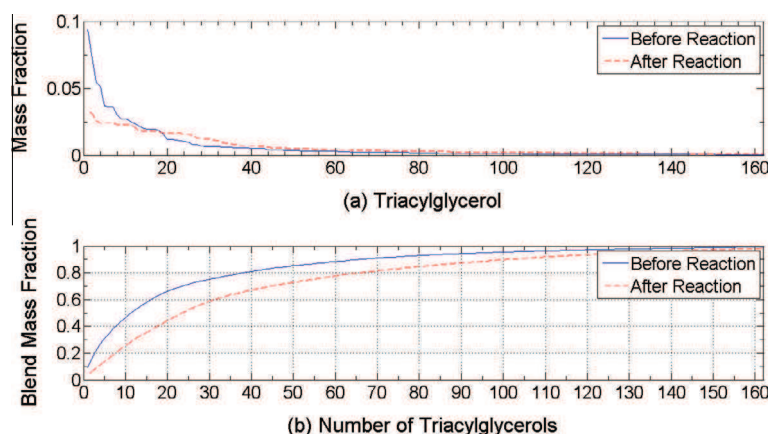 0.1
0.05
0
Mass Fraction
Before Reaction
After Reaction
0 20 40 60 80 100 120 140 160
(a) Triacylglycerol
1
0.8
0.6
0.4
0.2
0
Blend Mass Fraction
Before Reaction
After Reaction
0 10 20 30 40 50 60 70 80 90 100 110 120 130 140 150 160
(b) Number of Triacylglycerols